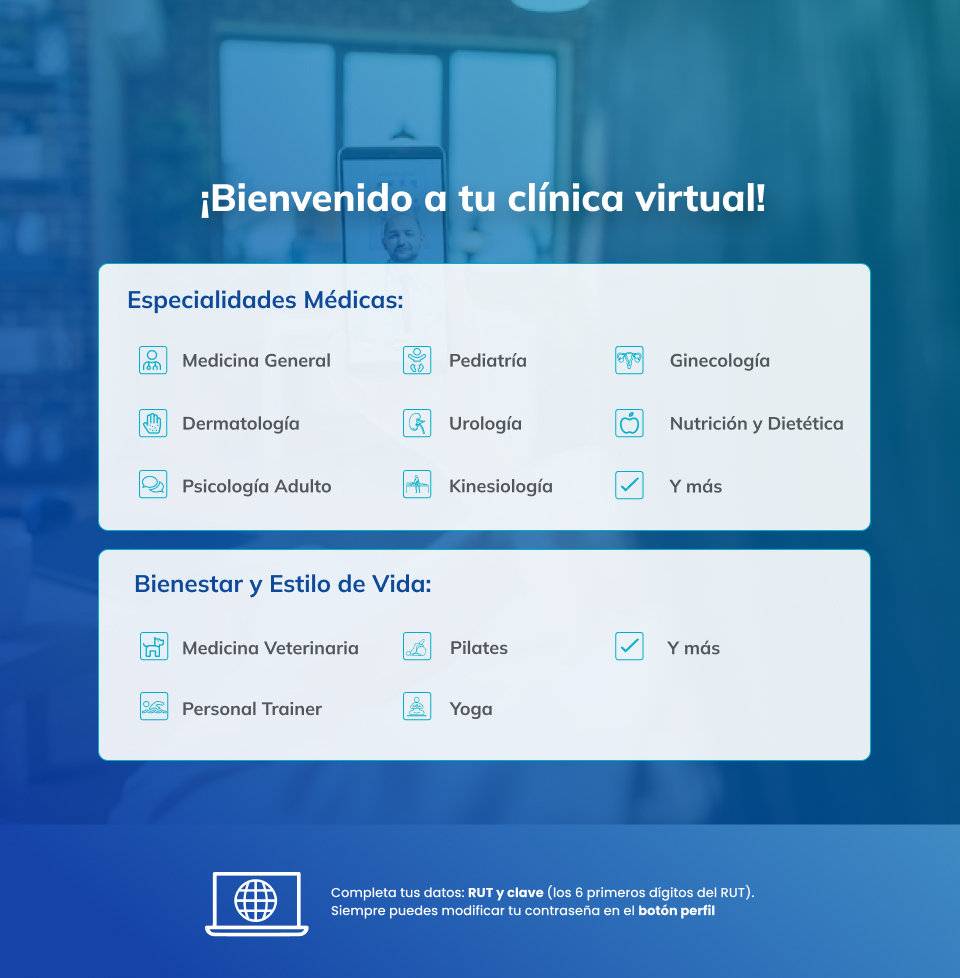 ¡Bienvenido a tu clínica virtual!
Especialidades Médicas:
Medicina General
Pediatría
Ginecología
Dermatología
Urología
Nutrición y Dietética
Psicología Adulto
Kinesiología
Y más
Bienestar y Estilo de Vida:
Medicina Veterinaria
Pilates
Y más
Personal Trainer
Yoga
Completa tus datos: RUT y clave (los 6 primeros dígitos del RUT).
Siempre puedes modificar tu contraseña en el botón perfil